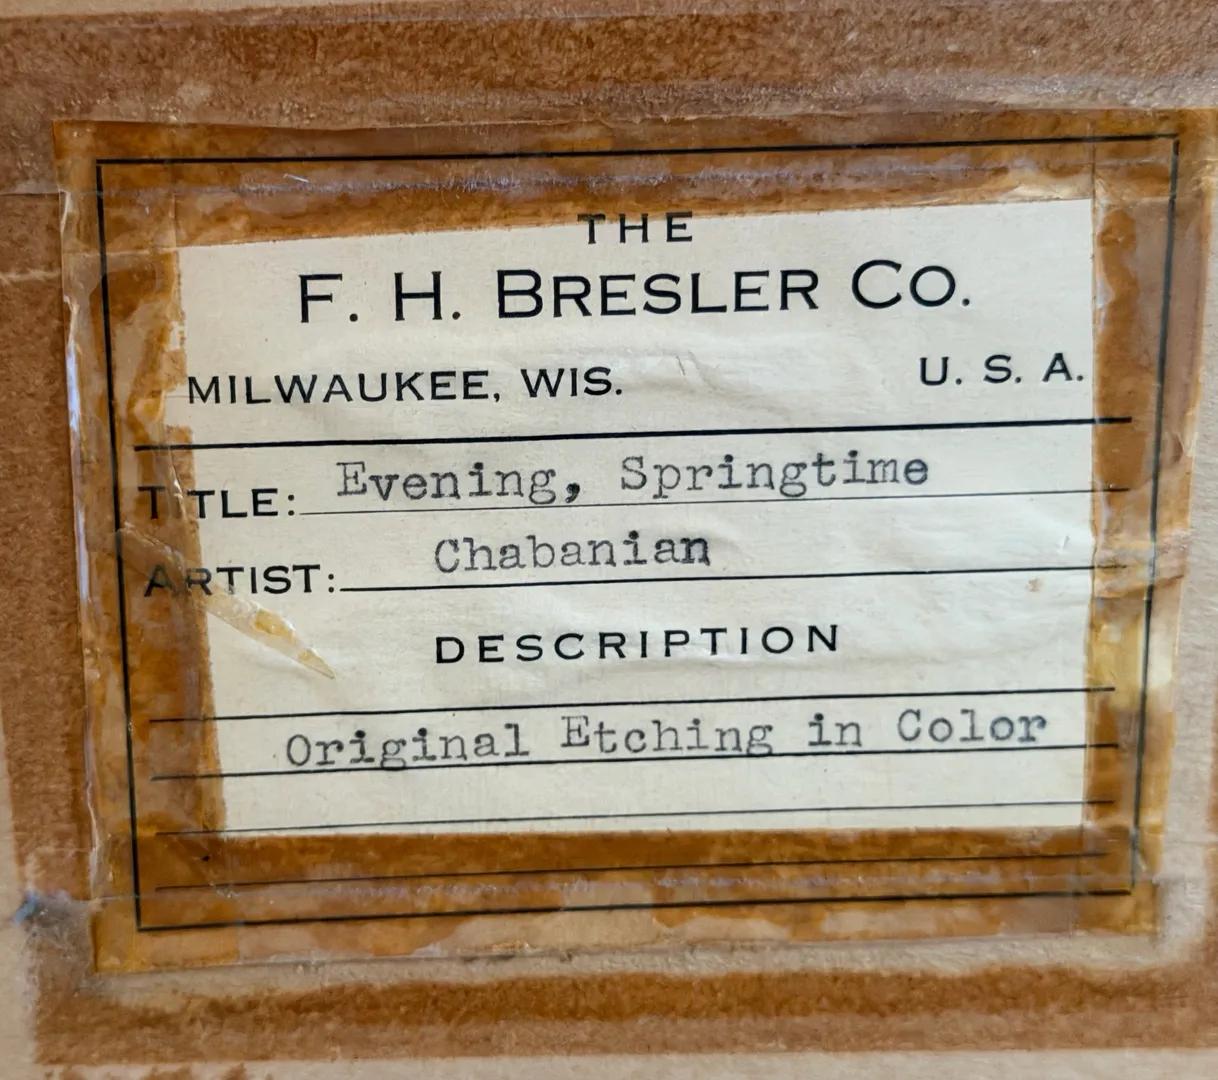 THE
F. H. BRESLER CO.
MILWAUKEE, WIS. U. S. A.
TITLE: Evening, Springtime
ARTIST: Chabanian
DESCRIPTION
Original Etching in Color